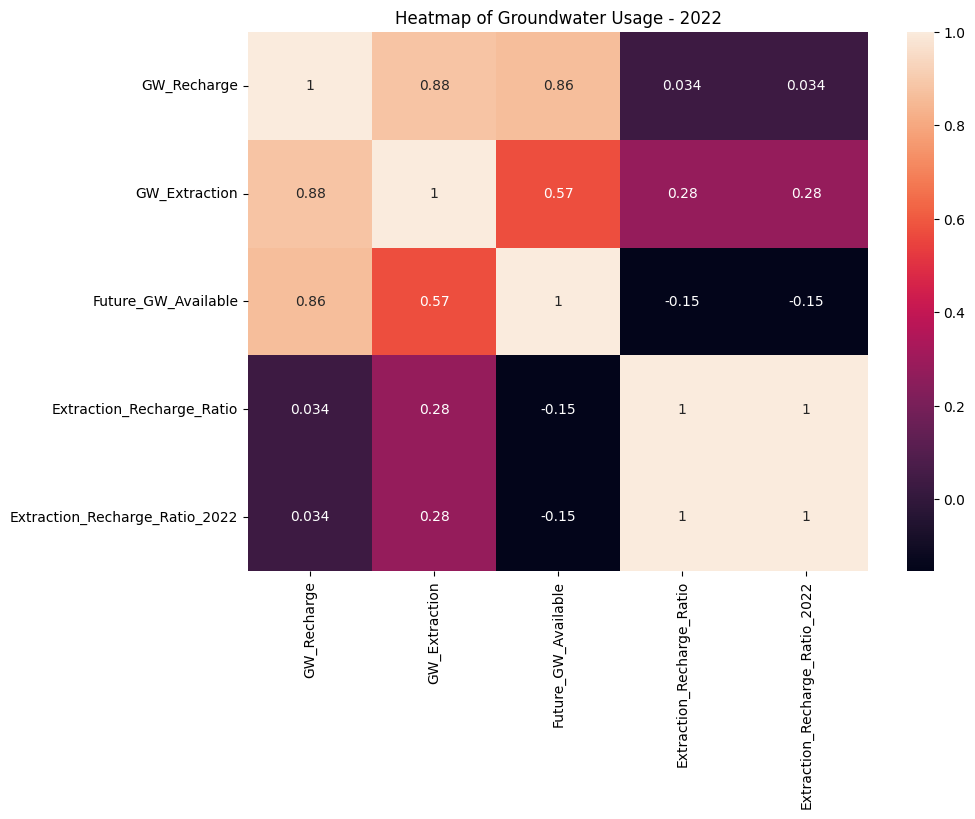 Heatmap of Groundwater Usage - 2022
GW_Recharge 1 0.88 0.86 0.034 0.034
GW_Extraction 0.88 1 0.57 0.28 0.28
Future_GW_Available 0.86 0.57 1 -0.15 -0.15
Extraction_Recharge_Ratio 0.034 0.28 -0.15 1 1
Extraction_Recharge_Ratio_2022 0.034 0.28 -0.15 1 1
GW_Recharge
GW_Extraction
Future_GW_Available
Extraction_Recharge_Ratio
Extraction_Recharge_Ratio_2022
1.0
0.8
0.6
0.4
0.2
0.0